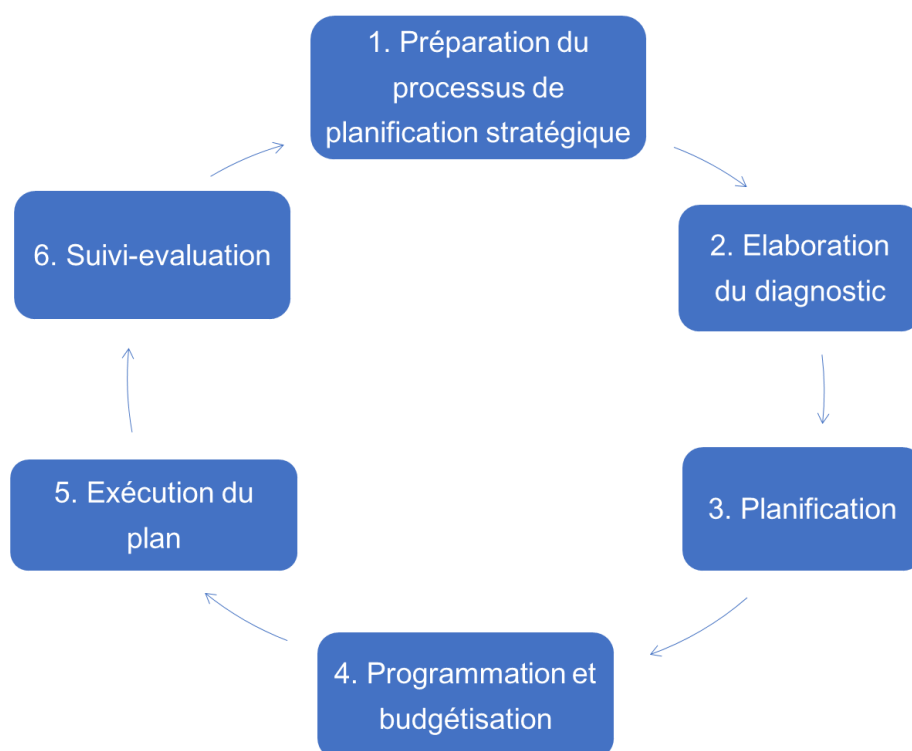 1. Préparation du
processus de
planification stratégique
2. Elaboration
du diagnostic
3. Planification
4. Programmation et
budgétisation
5. Exécution du
plan
6. Suivi-evaluation